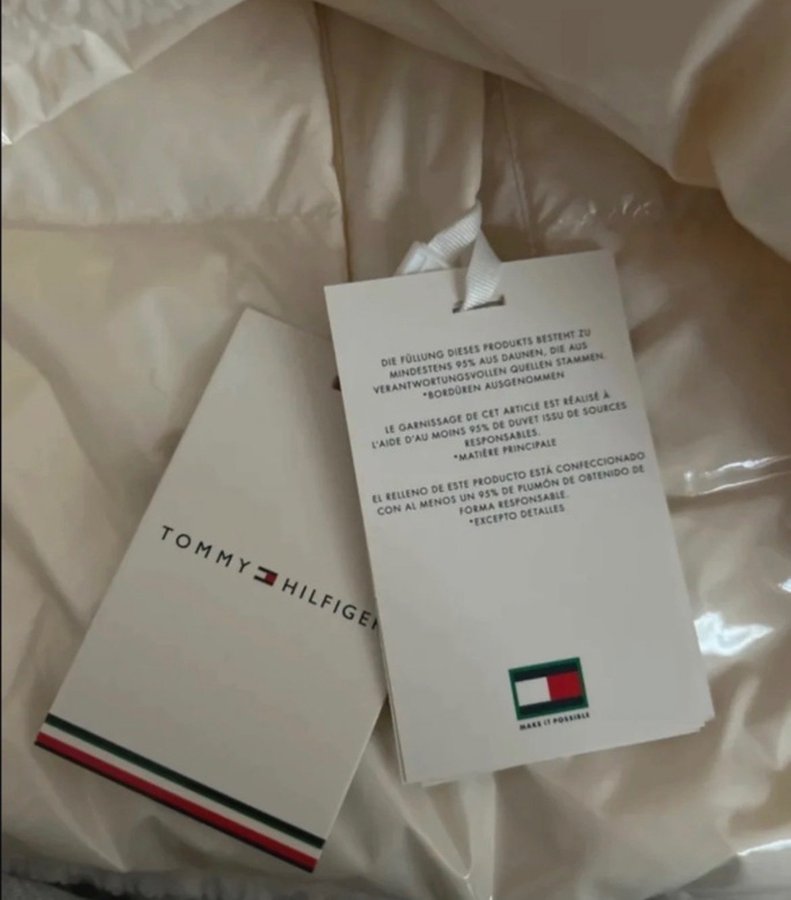 DIE FÜLLUNG DIESES PRODUKTS BESTEHT ZU
MINDESTENS 95% AUS DAUNEN, DIE AUS
VERANTWORTUNGSVOLLEN QUELLEN STAMMEN.
*BORDÜREN AUSGENOMMEN
LE GARNISSAGE DE CET ARTICLE EST RÉALISÉ À
L'AIDE D'AU MOINS 95% DE DUVET ISSU DE SOURCES
RESPONSABLES.
*MATIÈRE PRINCIPALE
EL RELLENO DE ESTE PRODUCTO ESTÁ CONFECCIONADO
CON AL MENOS UN 95% DE PLUMÓN DE OBTENIDO DE
FORMA RESPONSABLE.
*EXCEPTO DETALLES
TOMMY HILFIGER
MAKE IT POSSIBLE